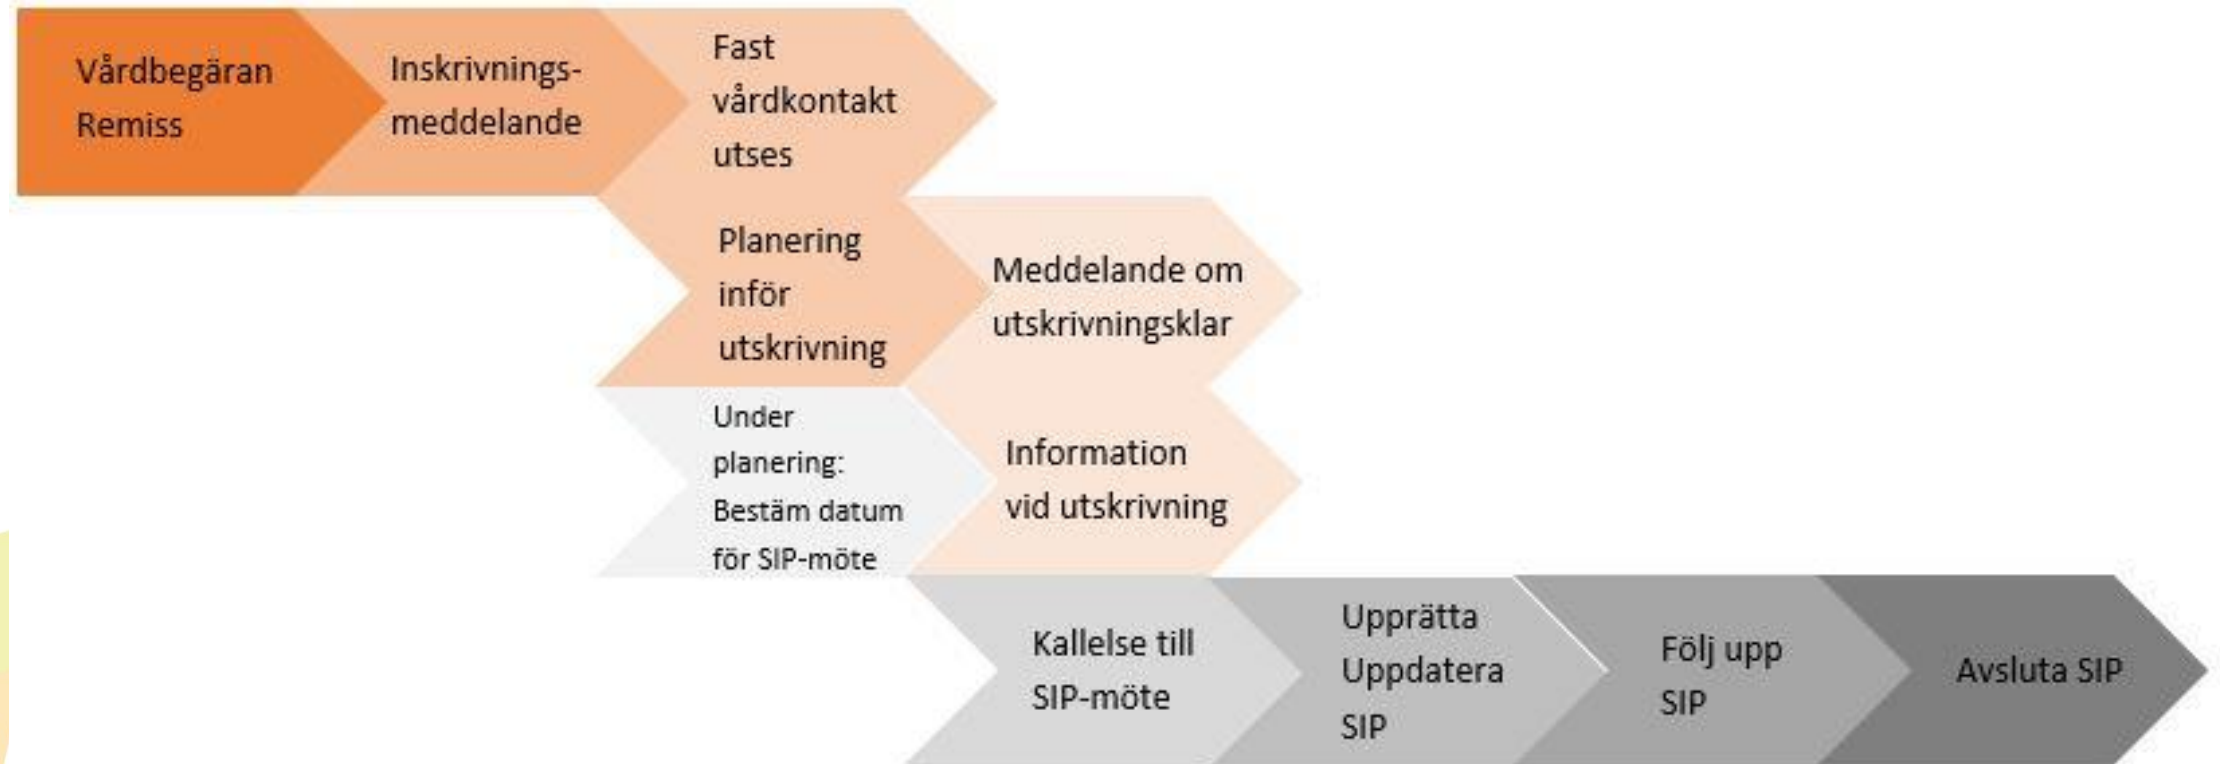 Vårdbegäran
Remiss
Inskrivnings-
meddelande
Fast
vårdkontakt
utses
Planering
inför
utskrivning
Meddelande om
utskrivningsklar
Under
planering:
Bestäm datum
för SIP-möte
Information
vid utskrivning
Kallelse till
SIP-möte
Upprätta
Uppdatera
SIP
Följ upp
SIP
Avsluta SIP